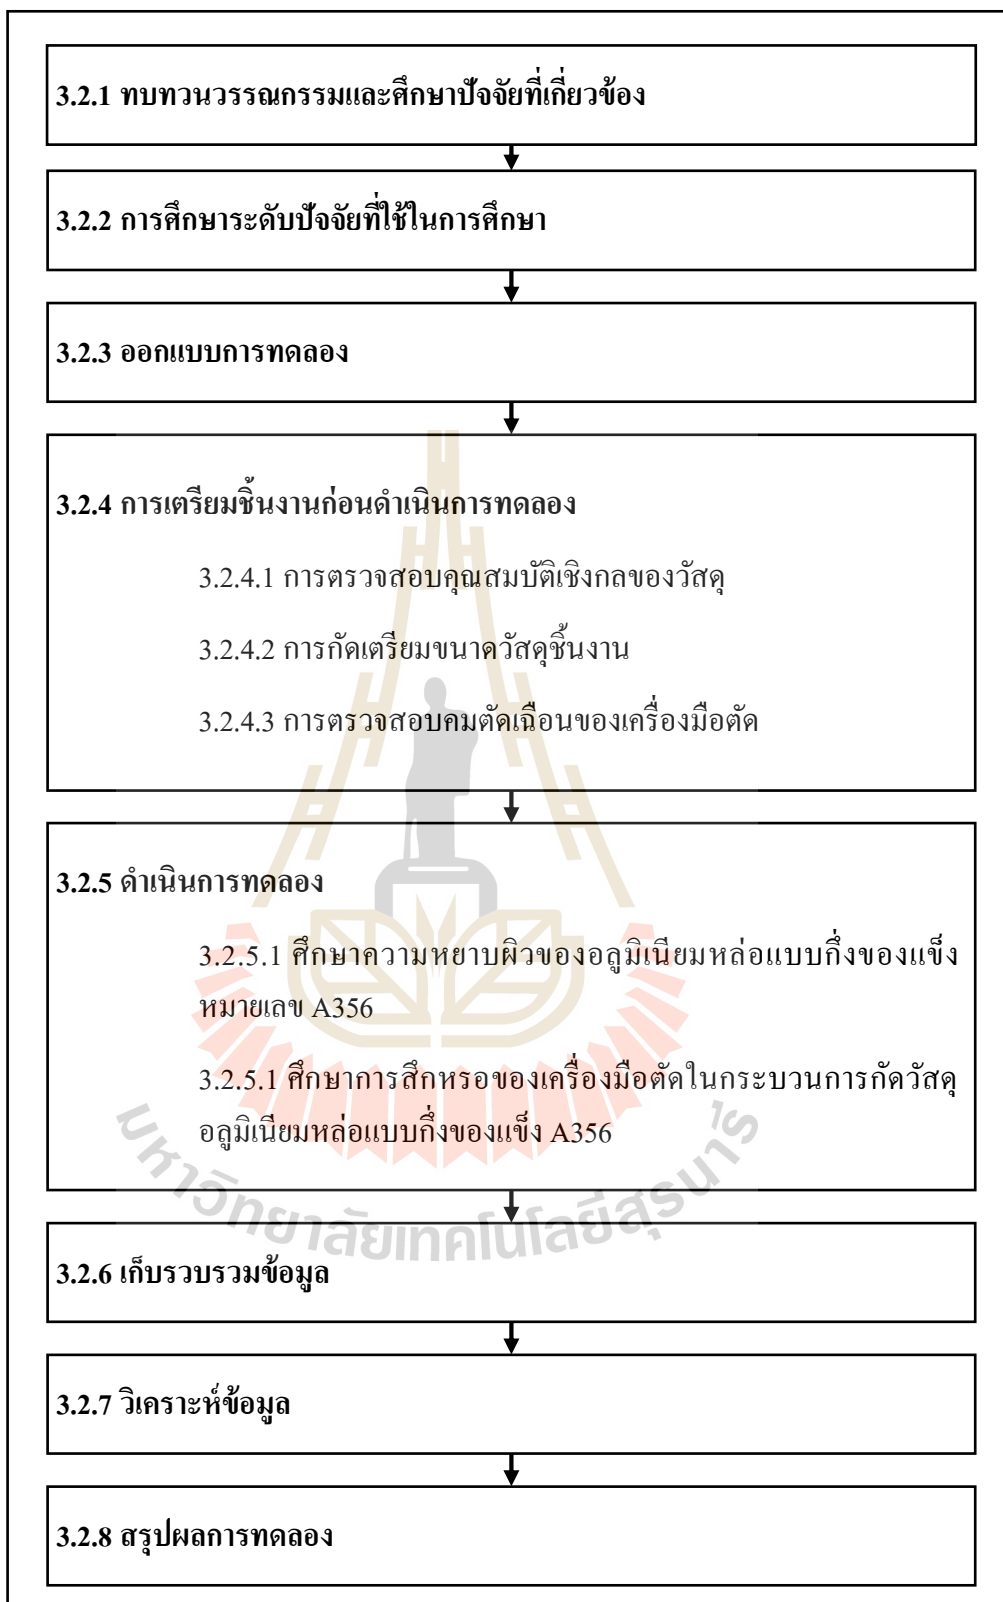 3.2.1 ทบทวนวรรณกรรมและศึกษาปัจจัยที่เกี่ยวข้อง
3.2.2 การศึกษาระดับปัจจัยที่ใช้ในการศึกษา
3.2.3 ออกแบบการทดลอง
3.2.4 การเตรียมชิ้นงานก่อนดำเนินการทดลอง
3.2.4.1 การตรวจสอบคุณสมบัติเชิงกลของวัสดุ
3.2.4.2 การกัดเตรียมขนาดวัสดุชิ้นงาน
3.2.4.3 การตรวจสอบคมตัดเฉือนของเครื่องมือตัด
3.2.5 ดำเนินการทดลอง
3.2.5.1 ศึกษาความหยาบผิวของอลูมิเนียมหล่อแบบกึ่งของแข็ง
หมายเลข A356
3.2.5.1 ศึกษาการสึกหรอของเครื่องมือตัดในกระบวนการกัดวัสดุ
อลูมิเนียมหล่อแบบกึ่งของแข็ง A356
มหาวิทยาลัยเทคโนโลยีสุรนารี
3.2.6 เก็บรวบรวมข้อมูล
3.2.7 วิเคราะห์ข้อมูล
3.2.8 สรุปผลการทดลอง